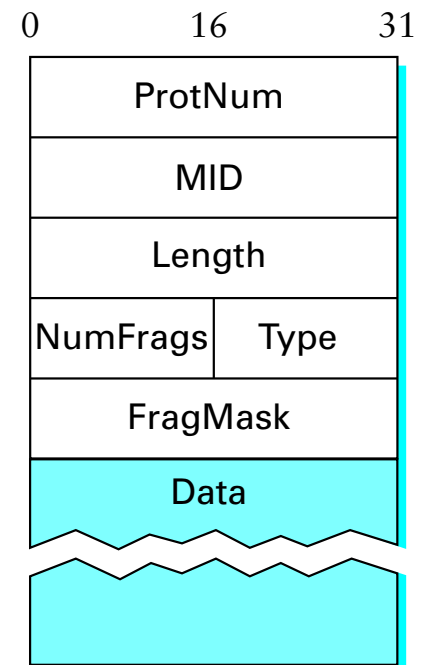 0 16 31
ProtNum
MID
Length
NumFrags Type
FragMask
Data